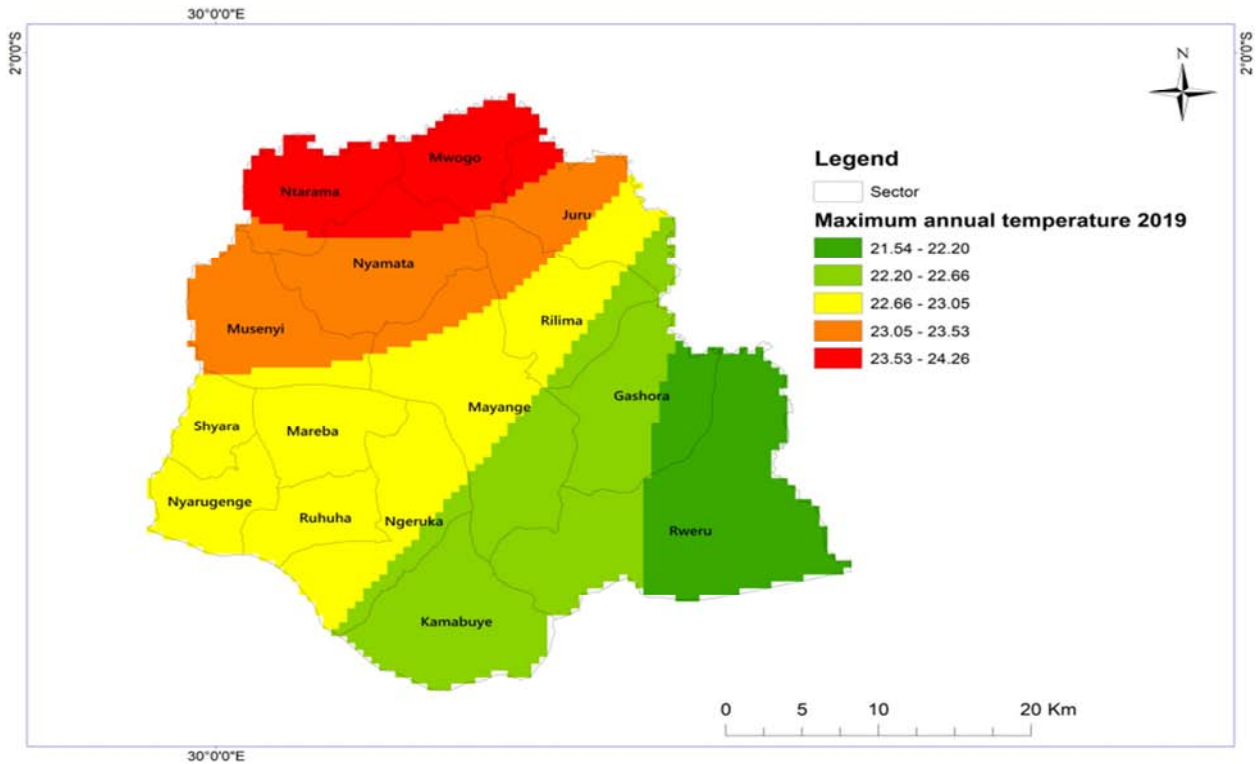 30°0'0"E
2°0'0"S
2°0'0"S
N
Mwogo
Ntarama
Juru
Nyamata
Musenyi
Rilima
Gashora
Mayange
Shyara
Mareba
Nyarugenge
Ruhuha
Ngeruka
Rweru
Kamabuye
Legend
Sector
Maximum annual temperature 2019
21.54 - 22.20
22.20 - 22.66
22.66 - 23.05
23.05 - 23.53
23.53 - 24.26
0 5 10 20 Km
30°0'0"E